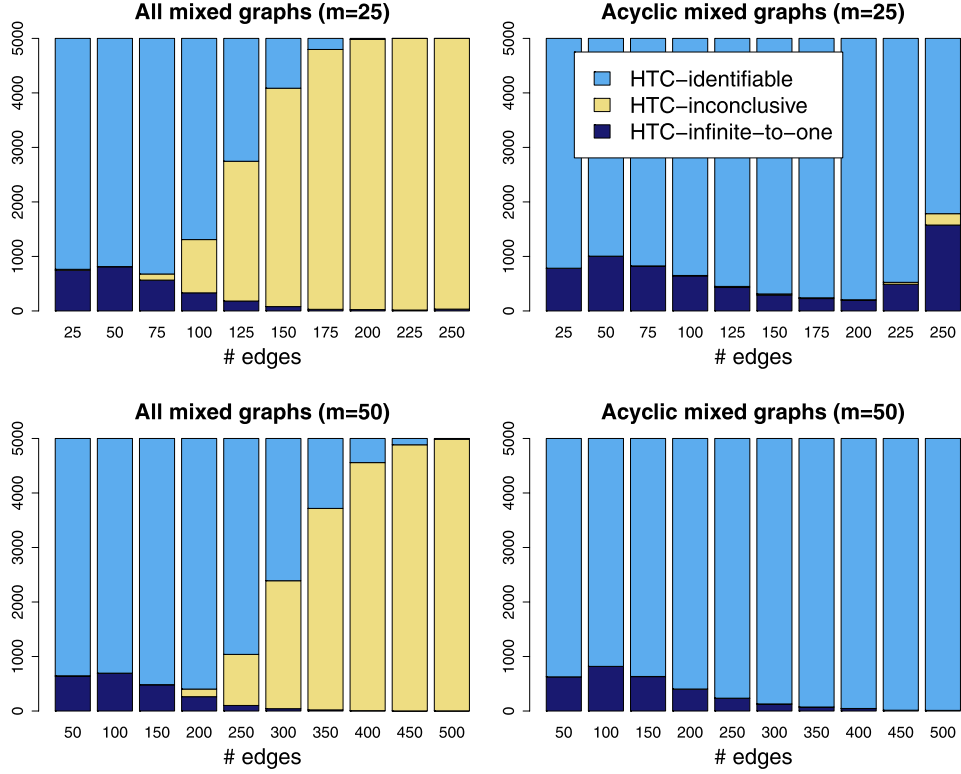 All mixed graphs (m=25)
0 1000 2000 3000 4000 5000
25 50 75 100 125 150 175 200 225 250
# edges
Acyclic mixed graphs (m=25)
0 1000 2000 3000 4000 5000
HTC−identifiable
HTC−inconclusive
HTC−infinite−to−one
25 50 75 100 125 150 175 200 225 250
# edges
All mixed graphs (m=50)
0 1000 2000 3000 4000 5000
50 100 150 200 250 300 350 400 450 500
# edges
Acyclic mixed graphs (m=50)
0 1000 2000 3000 4000 5000
50 100 150 200 250 300 350 400 450 500
# edges